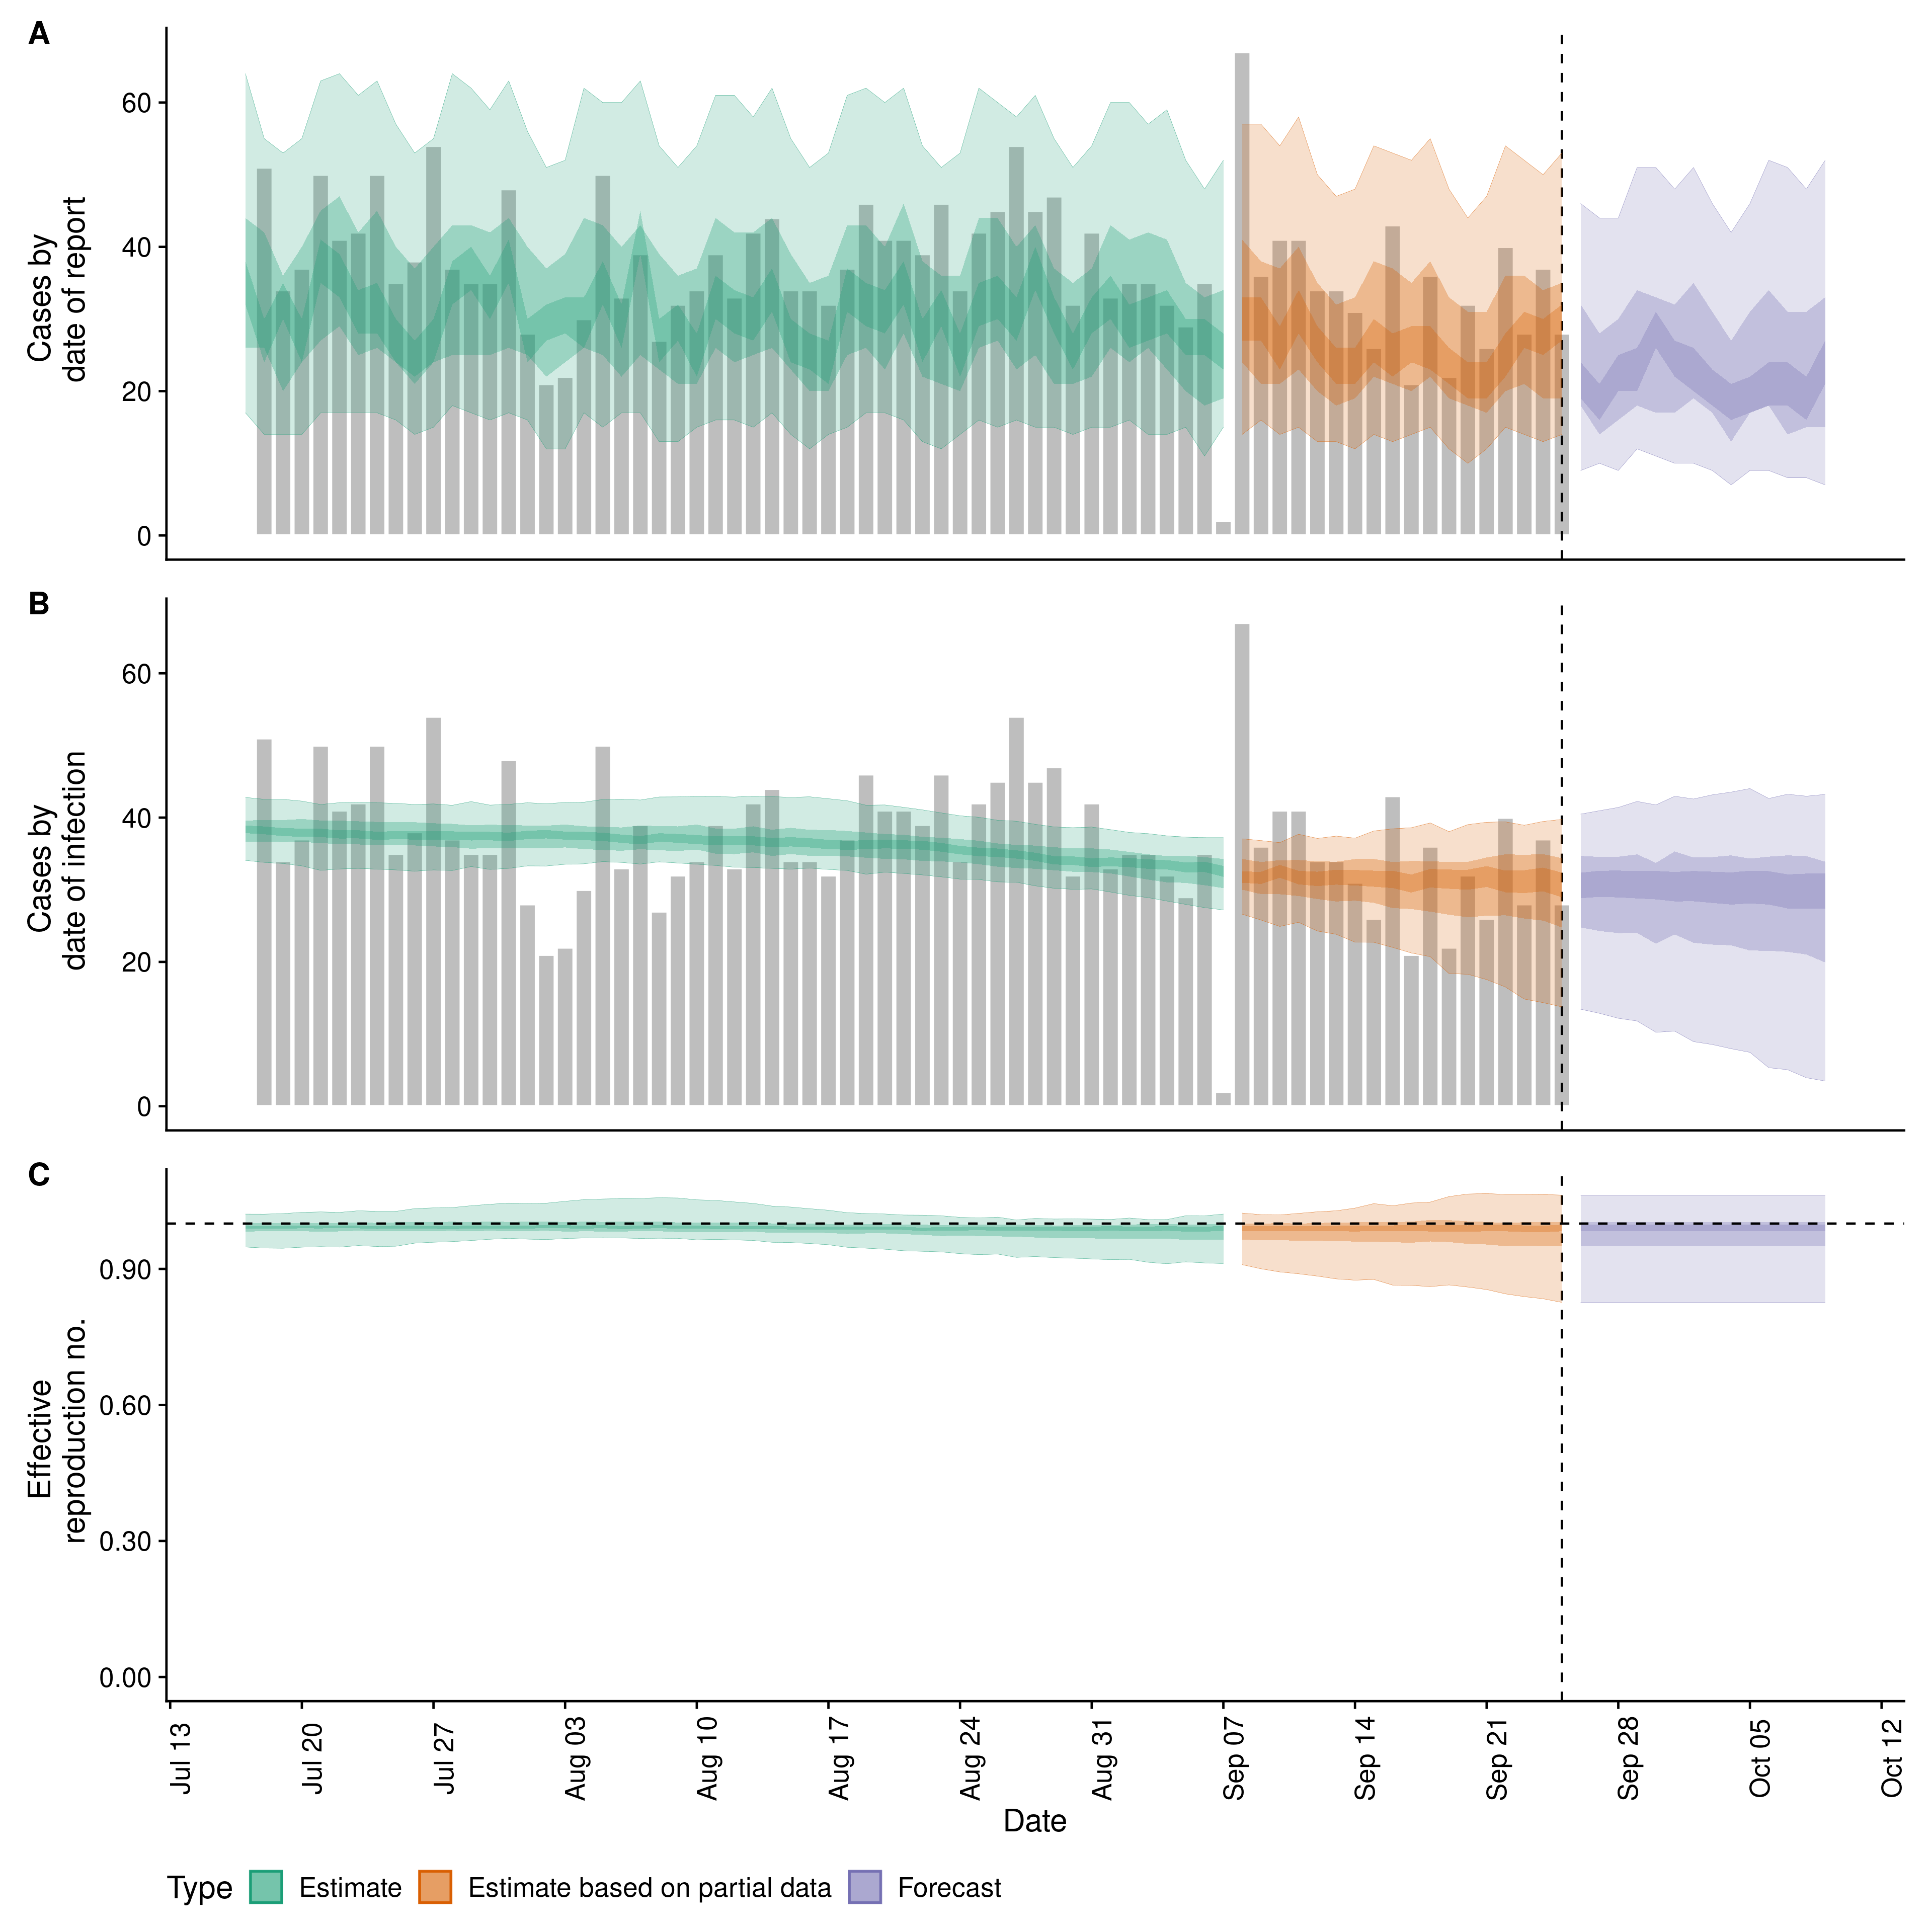 A
Cases by
date of report
60
40
20
0
B
Cases by
date of infection
60
40
20
0
C
Effective
reproduction no.
0.90
0.60
0.30
0.00
Jul 13
Jul 20
Jul 27
Aug 03
Aug 10
Aug 17
Aug 24
Aug 31
Sep 07
Sep 14
Sep 21
Sep 28
Oct 05
Oct 12
Date
Type Estimate Estimate based on partial data Forecast